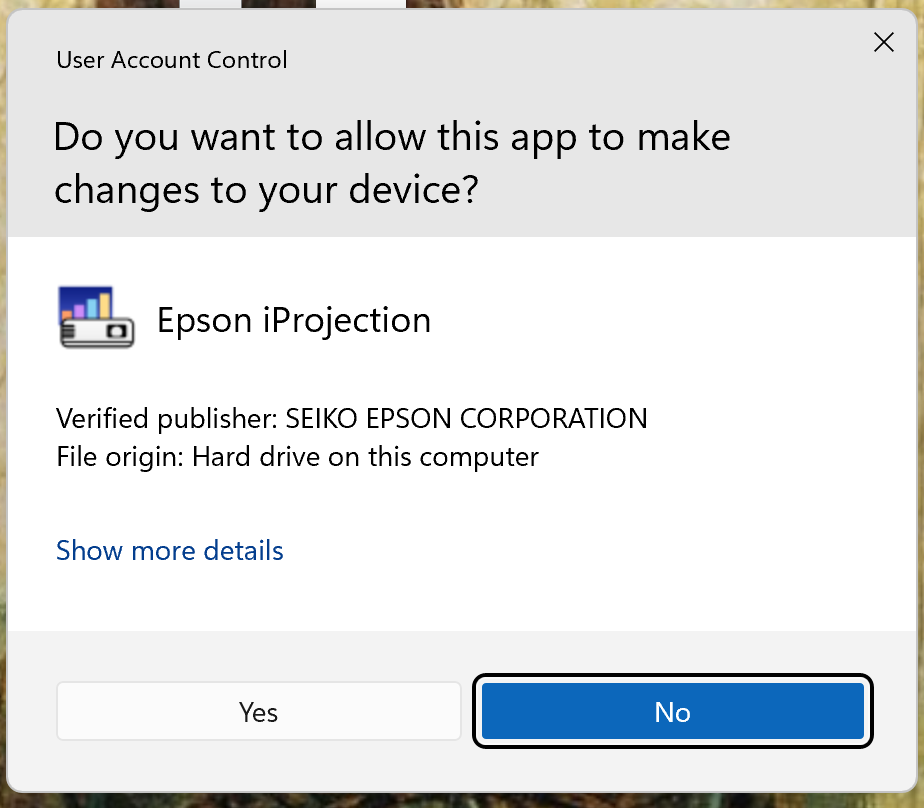 User Account Control
Do you want to allow this app to make
changes to your device?
Epson iProjection
Verified publisher: SEIKO EPSON CORPORATION
File origin: Hard drive on this computer
Show more details
Yes
No